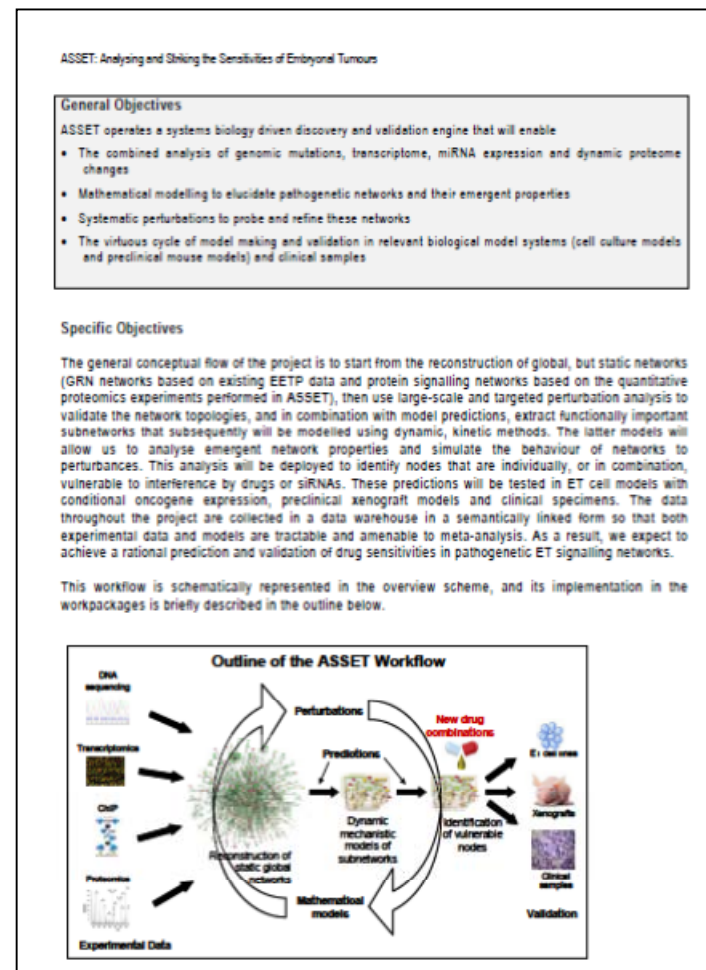 ASSET: Analysing and Striking the Sensitivities of Embryonal Tumours
General Objectives
ASSET operates a systems biology driven discovery and validation engine that will enable
• The combined analysis of genomic mutations, transcriptome, miRNA expression and dynamic proteome
changes
• Mathematical modelling to elucidate pathogenetic networks and their emergent properties
• Systematic perturbations to probe and refine these networks
• The virtuous cycle of model making and validation in relevant biological model systems (cell culture models
and preclinical mouse models) and clinical samples
Specific Objectives
The general conceptual flow of the project is to start from the reconstruction of global, but static networks
(GRN networks based on existing EETP data and protein signalling networks based on the quantitative
proteomics experiments performed in ASSET), then use large-scale and targeted perturbation analysis to
validate the network topologies, and in combination with model predictions, extract functionally important
subnetworks that subsequently will be modelled using dynamic, kinetic methods. The latter models will
allow us to analyse emergent network properties and simulate the behaviour of networks to
perturbances. This analysis will be deployed to identify nodes that are individually, or in combination,
vulnerable to interference by drugs or siRNAs. These predictions will be tested in ET cell models with
conditional oncogene expression, preclinical xenograft models and clinical specimens. The data
throughout the project are collected in a data warehouse in a semantically linked form so that both
experimental data and models are tractable and amenable to meta-analysis. As a result, we expect to
achieve a rational prediction and validation of drug sensitivities in pathogenetic ET signalling networks.
This workflow is schematically represented in the overview scheme, and its implementation in the
workpackages is briefly described in the outline below.
Outline of the ASSET Workflow
DNA
sequencing
Transcriptomics
ChIP
Proteomics
Experimental Data
Perturbations
Reconstruction of
static global
networks
Predictions
Dynamic
mechanistic
models of
subnetworks
Mathematical
models
New drug
combinations
Identification
of vulnerable
nodes
ET cell lines
Xenografts
Clinical
samples
Validation